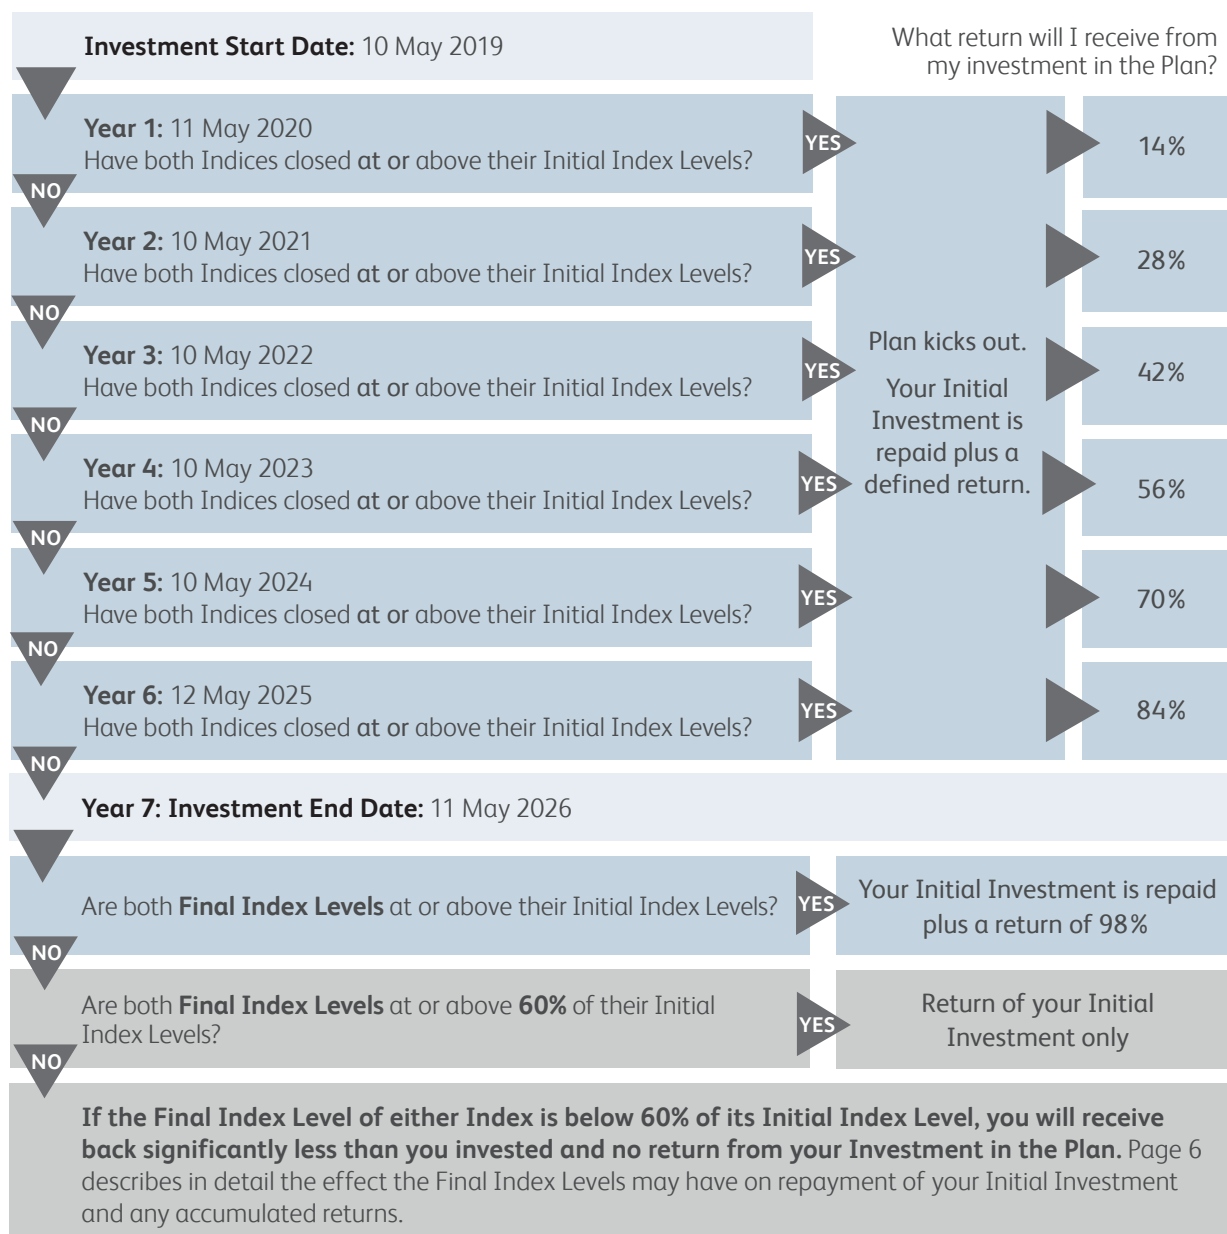 Investment Start Date: 10 May 2019
What return will I receive from
my investment in the Plan?
Year 1: 11 May 2020
Have both Indices closed at or above their Initial Index Levels?
YES
14%
NO
Year 2: 10 May 2021
Have both Indices closed at or above their Initial Index Levels?
YES
28%
NO
Year 3: 10 May 2022
Have both Indices closed at or above their Initial Index Levels?
YES
Plan kicks out.
Your Initial
Investment is
repaid plus a
defined return.
42%
NO
Year 4: 10 May 2023
Have both Indices closed at or above their Initial Index Levels?
YES
56%
NO
Year 5: 10 May 2024
Have both Indices closed at or above their Initial Index Levels?
YES
70%
NO
Year 6: 12 May 2025
Have both Indices closed at or above their Initial Index Levels?
YES
84%
NO
Year 7: Investment End Date: 11 May 2026
Are both Final Index Levels at or above their Initial Index Levels?
YES
Your Initial Investment is repaid
plus a return of 98%
NO
Are both Final Index Levels at or above 60% of their Initial
Index Levels?
YES
Return of your Initial
Investment only
NO
If the Final Index Level of either Index is below 60% of its Initial Index Level, you will receive
back significantly less than you invested and no return from your Investment in the Plan. Page 6
describes in detail the effect the Final Index Levels may have on repayment of your Initial Investment
and any accumulated returns.